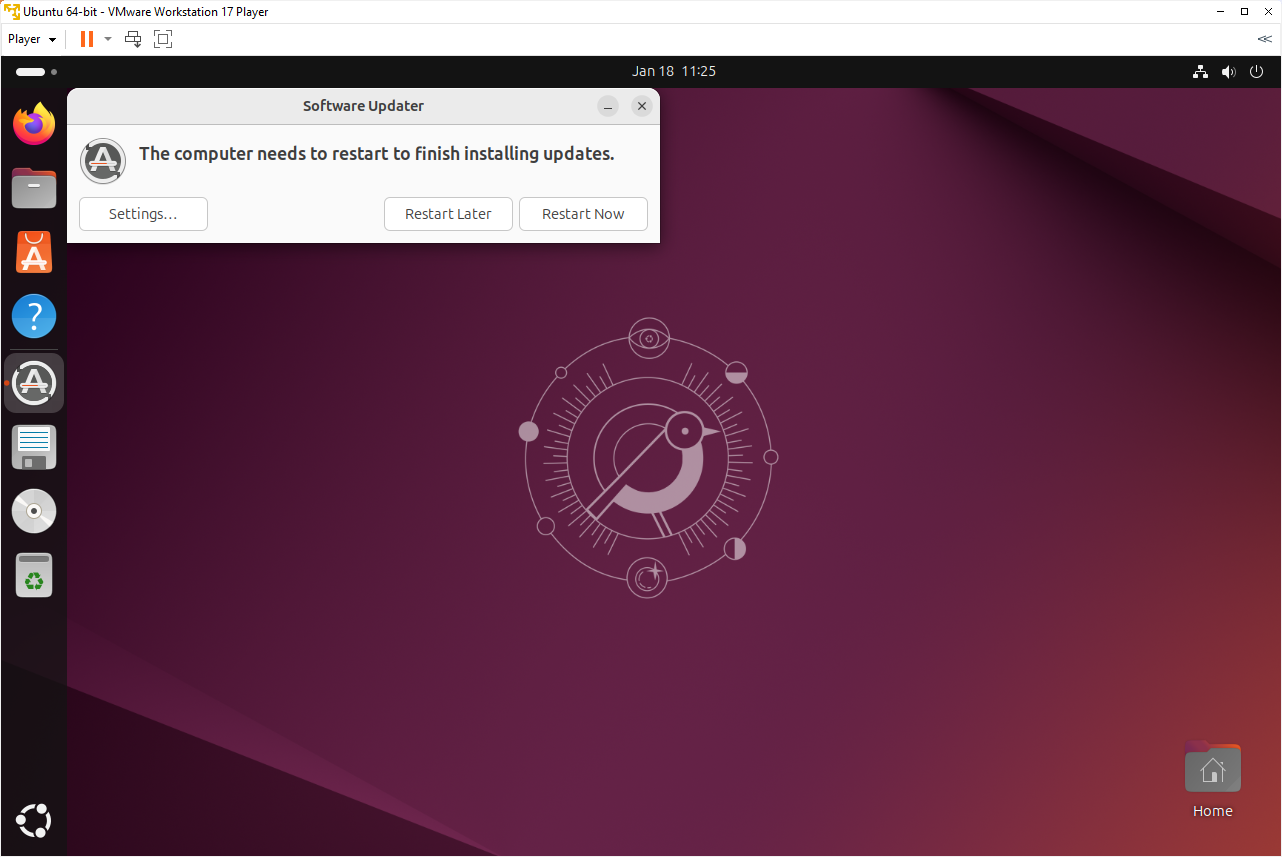 Ubuntu 64-bit - VMware Workstation 17 Player
Player
Jan 18 11:25
Software Updater
The computer needs to restart to finish installing updates.
Settings...
Restart Later
Restart Now
Home